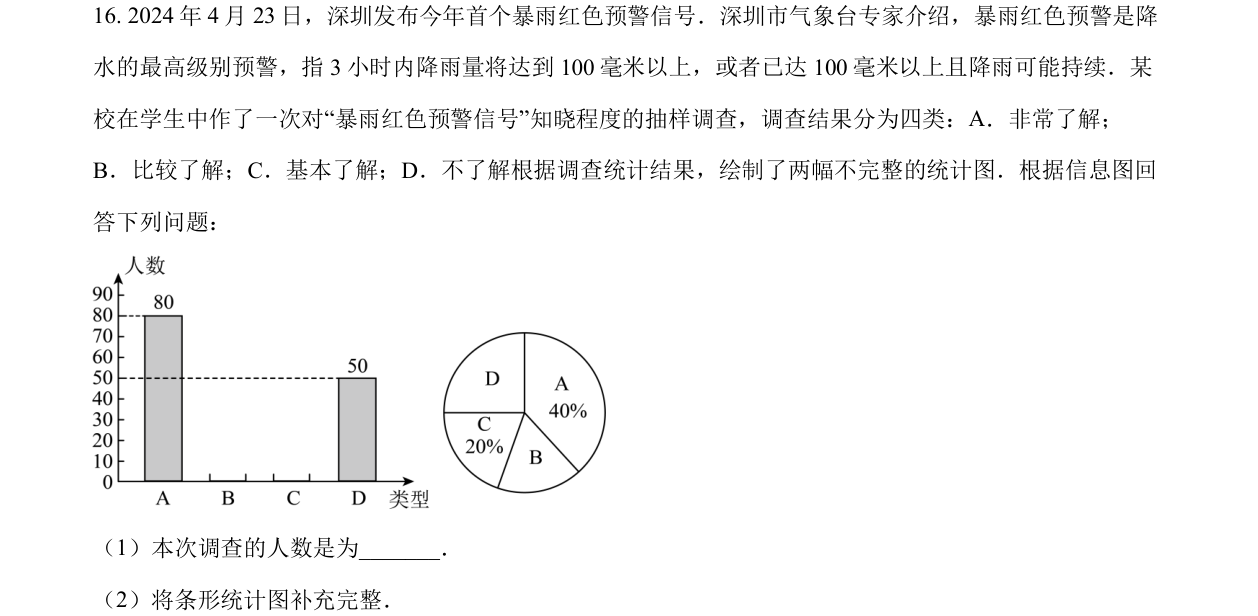 16. 2024 年 4 月 23 日，深圳发布今年首个暴雨红色预警信号．深圳市气象台专家介绍，暴雨红色预警是降
水的最高级别预警，指 3 小时内降雨量将达到 100 毫米以上，或者已达 100 毫米以上且降雨可能持续．某
校在学生中作了一次对“暴雨红色预警信号”知晓程度的抽样调查，调查结果分为四类：A．非常了解；
B．比较了解；C．基本了解；D．不了解根据调查统计结果，绘制了两幅不完整的统计图．根据信息图回
答下列问题：
人数
90
80
70
60
50
40
30
20
10
0
80
50
A B C D 类型
D
A
40%
C
20%
B
（1）本次调查的人数是为_______．
（2）将条形统计图补充完整．